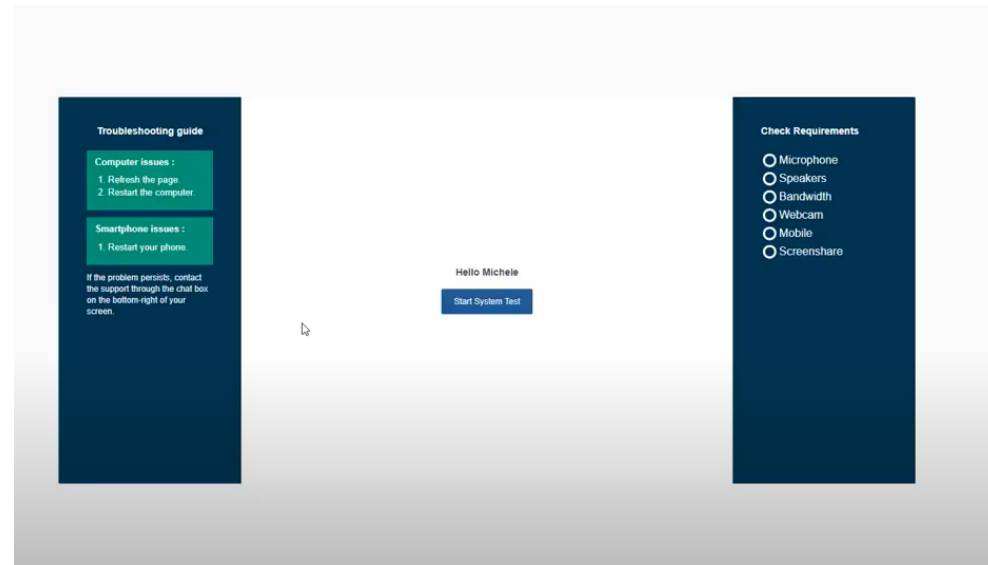 Troubleshooting guide
Computer issues :
1. Refresh the page.
2. Restart the computer.
Smartphone issues :
1. Restart your phone.
If the problem persists, contact
the support through the chat box
on the bottom-right of your
screen.
Hello Michele
Start System Test
Check Requirements
Microphone
Speakers
Bandwidth
Webcam
Mobile
Screenshare